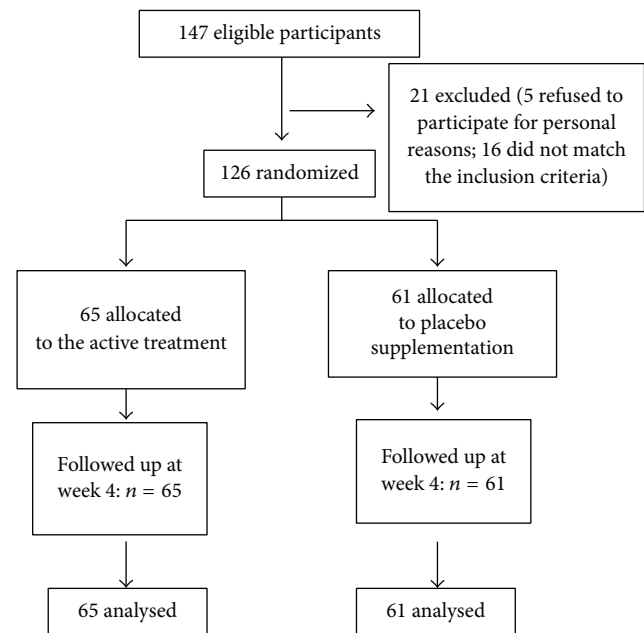 147 eligible participants
21 excluded (5 refused to
participate for personal
reasons; 16 did not match
the inclusion criteria)
126 randomized
65 allocated
to the active treatment
61 allocated
to placebo
supplementation
Followed up at
week 4: n = 65
Followed up at
week 4: n = 61
65 analysed
61 analysed